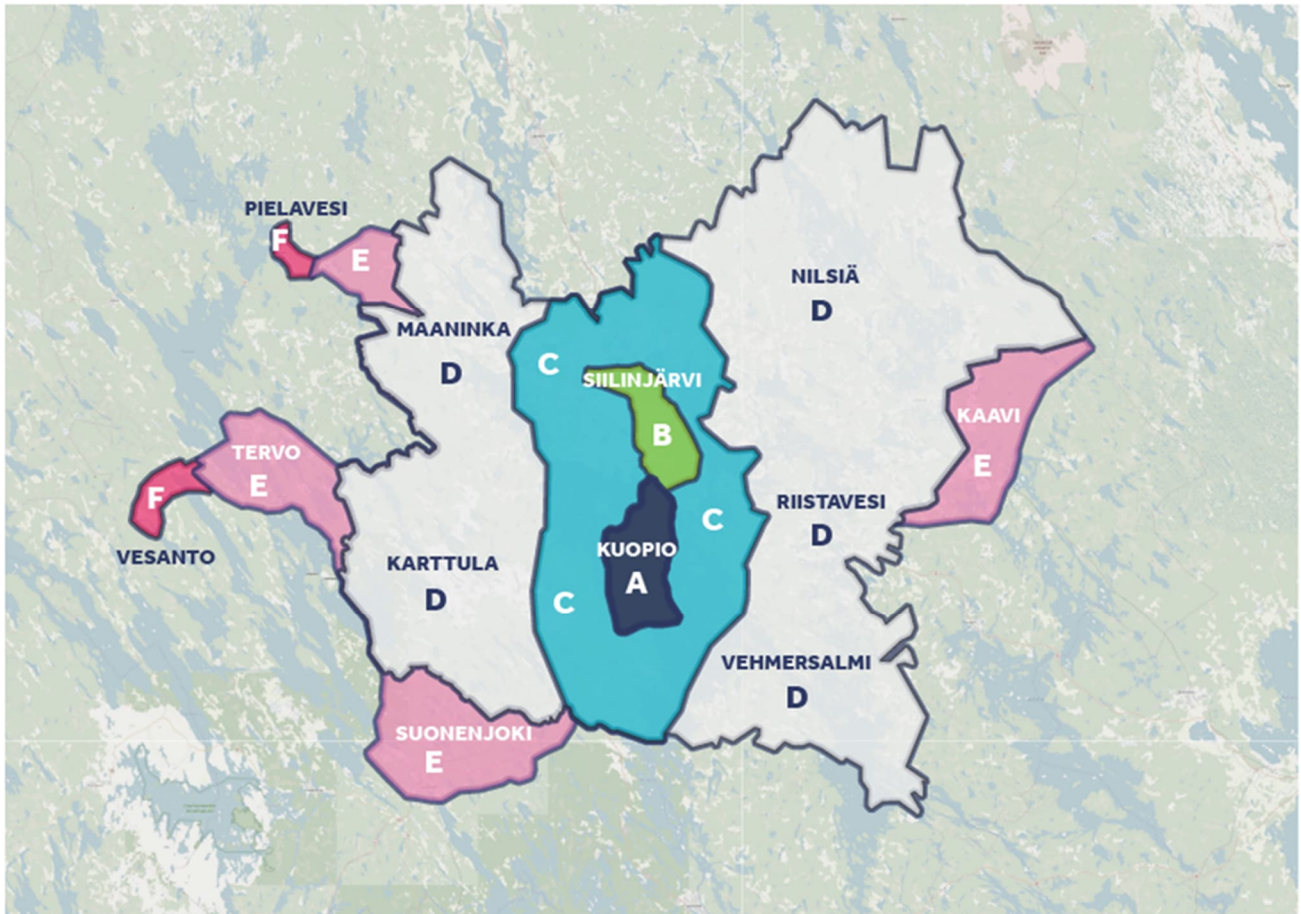 PIELAVESI
F
E
NILSIÄ
D
MAANINKA
D
C
SIILINJÄRVI
B
KAAVI
E
TERVO
E
F
VESANTO
RIISTAVESI
D
C
KUOPIO
A
KARTTULA
D
C
VEHMERSALMI
D
SUONENJOKI
E